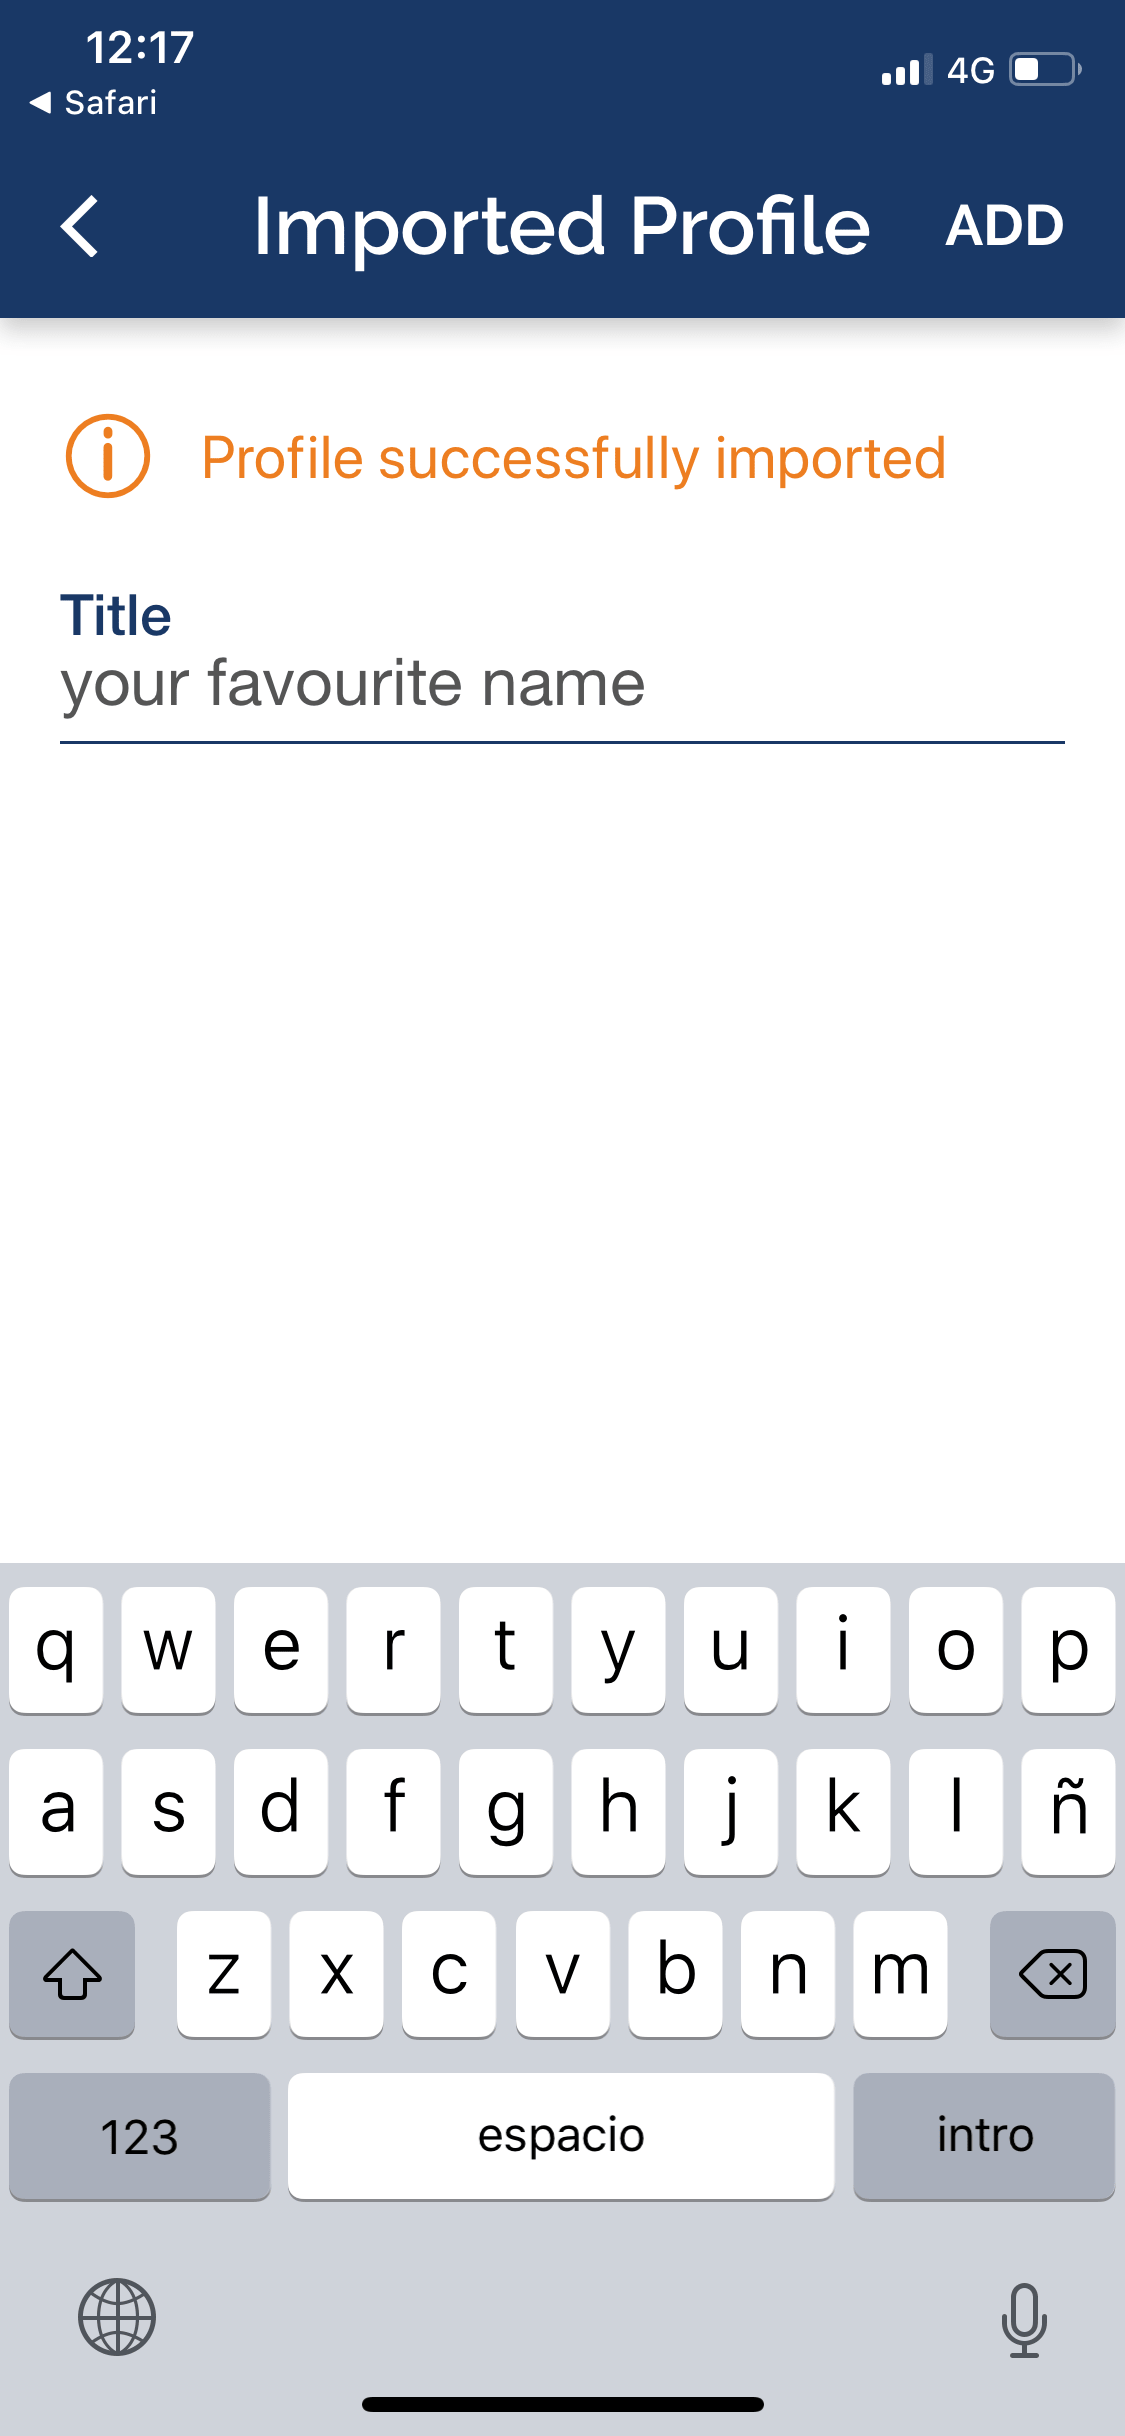 12:17
4G
◀ Safari
Imported Profile ADD
Profile successfully imported
Title
your favourite name
q w e r t y u i o p
a s d f g h j k l ñ
z x c v b n m
123 espacio intro